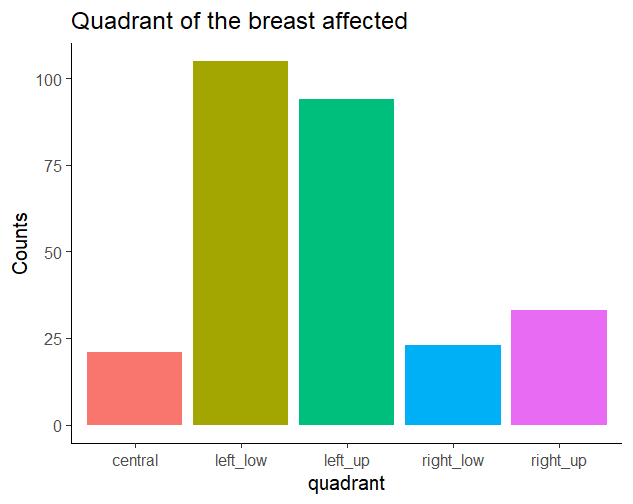 Quadrant of the breast affected
Counts
100
75
50
25
0
central left_low left_up right_low right_up
quadrant